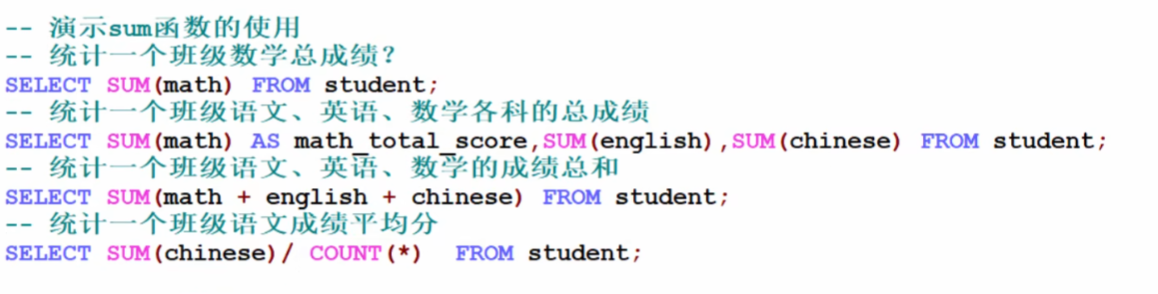 -- 演示sum函数的使用
-- 统计一个班级数学总成绩?
SELECT SUM(math) FROM student;
-- 统计一个班级语文、英语、数学各科的总成绩
SELECT SUM(math) AS math_total_score,SUM(english),SUM(chinese) FROM student;
-- 统计一个班级语文、英语、数学的成绩总和
SELECT SUM(math + english + chinese) FROM student;
-- 统计一个班级语文成绩平均分
SELECT SUM(chinese)/ COUNT(*)  FROM student;